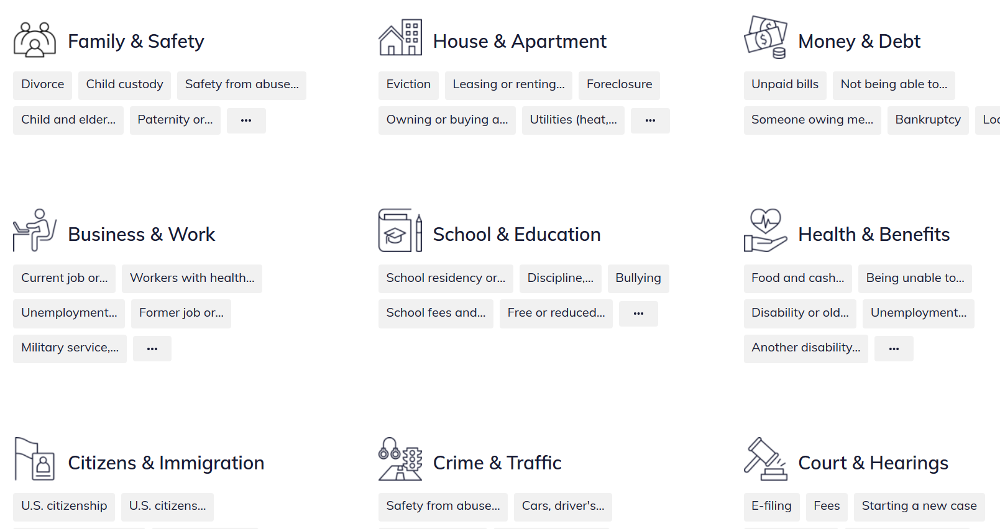 Family & Safety
Divorce
Child custody
Safety from abuse...
Child and elder...
Paternity or...
...
House & Apartment
Eviction
Leasing or renting...
Foreclosure
Owning or buying a...
Utilities (heat,...
...
Money & Debt
Unpaid bills
Not being able to...
Someone owing me...
Bankruptcy
Business & Work
Current job or...
Workers with health...
Unemployment...
Former job or...
Military service,...
...
School & Education
School residency or...
Discipline,...
Bullying
School fees and...
Free or reduced...
...
Health & Benefits
Food and cash...
Being unable to...
Disability or old...
Unemployment...
Another disability...
...
Citizens & Immigration
U.S. citizenship
U.S. citizens...
Crime & Traffic
Safety from abuse...
Cars, driver's...
Court & Hearings
E-filing
Fees
Starting a new case